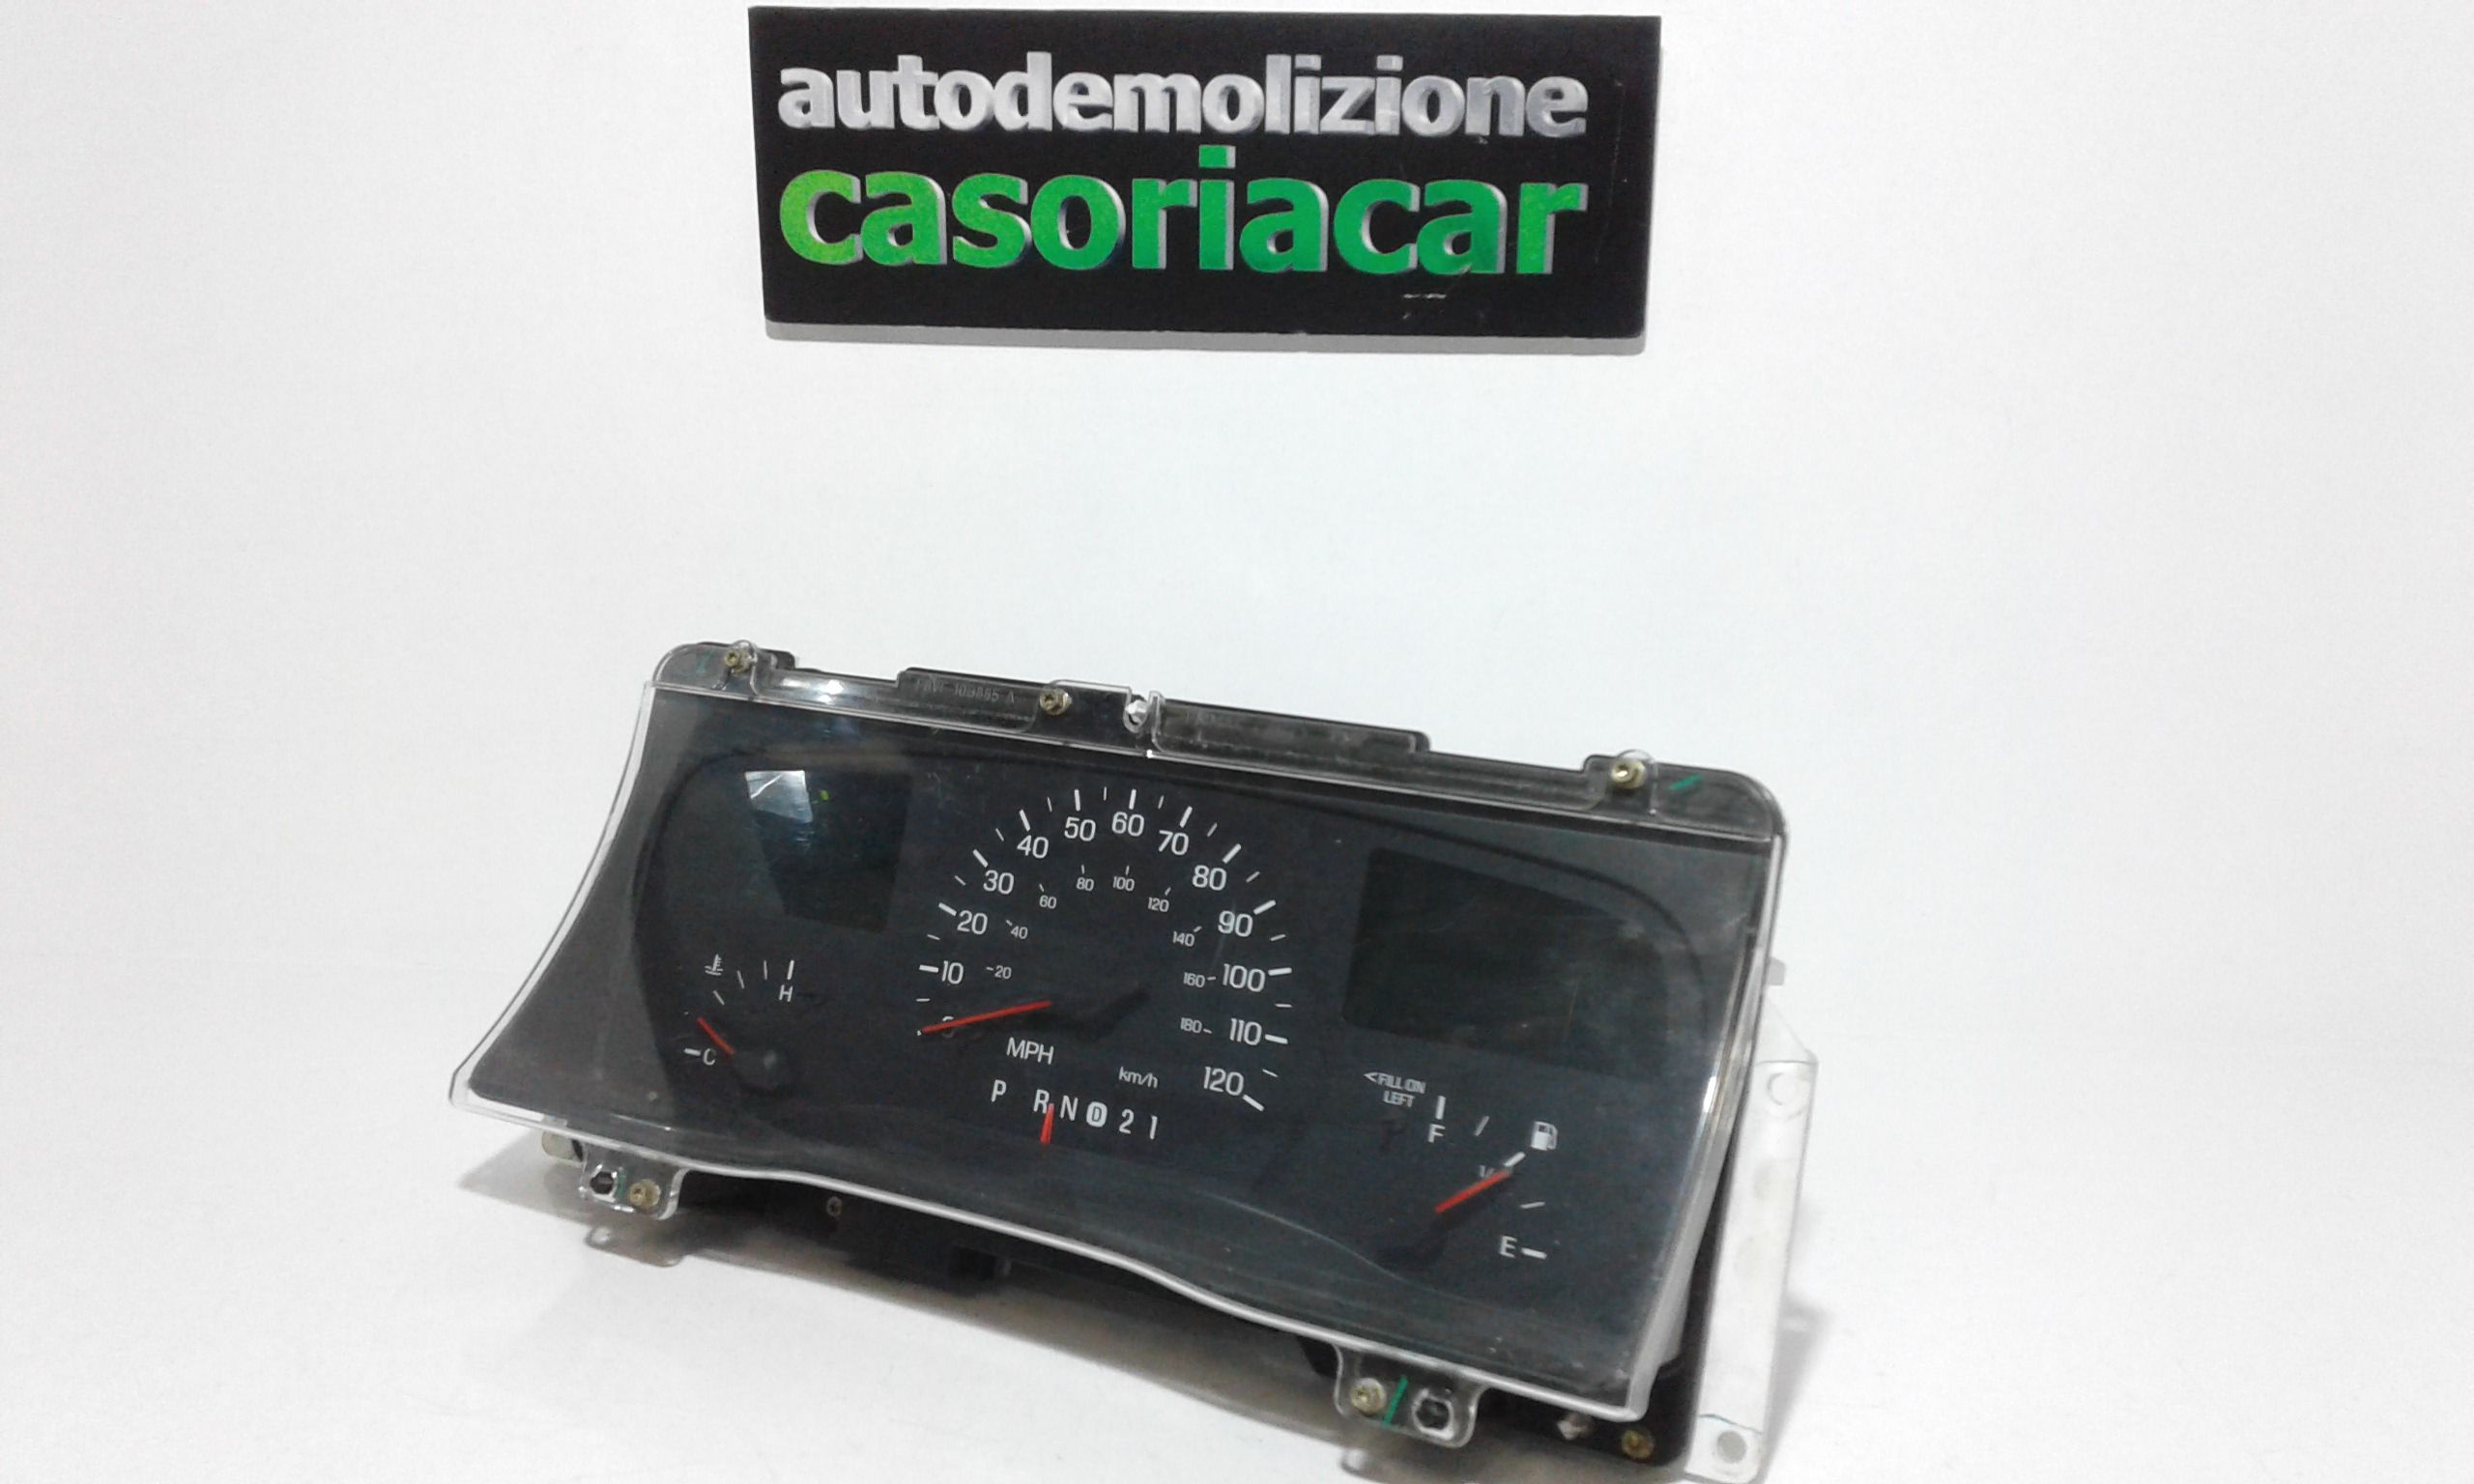 autodemolizione
casoriacar
10 20 30 40 50 60 70 80 90 100 110 120
20 40 60 80 100 120 140 160 180
MPH
km/h
P R N D 2 1
H
C
<FILL ON
LEFT
F
E